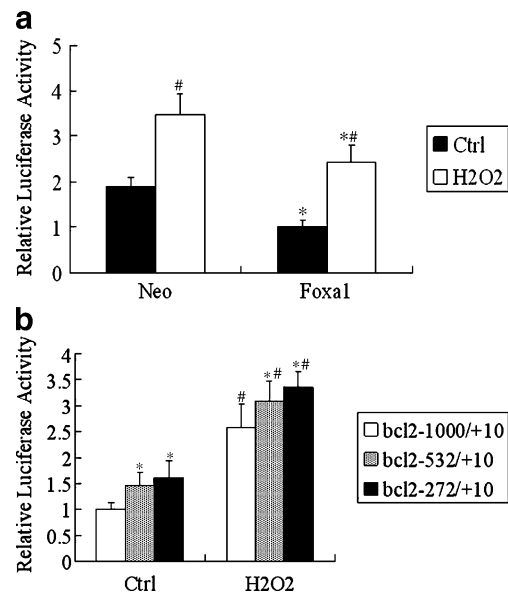 a
Relative Luciferase Activity
5
4
3
2
1
0
#
*
*#
Neo
Foxa1
Ctrl
H2O2
b
Relative Luciferase Activity
4
3.5
3
2.5
2
1.5
1
0.5
0
*
*
#
*#
*#
Ctrl
H2O2
bcl2-1000/+10
bcl2-532/+10
bcl2-272/+10